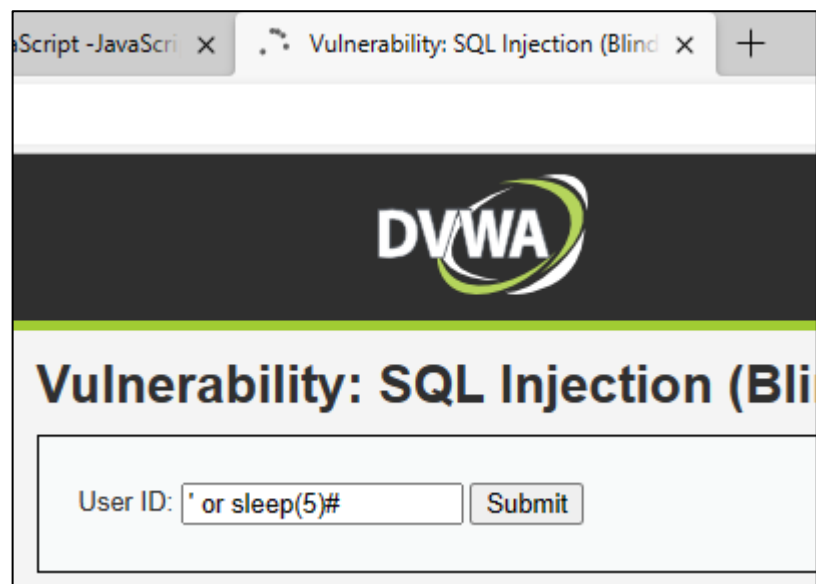 aScript -JavaScri
Vulnerability: SQL Injection (Blind
DVWA
Vulnerability: SQL Injection (Bli
User ID: ' or sleep(5)# Submit